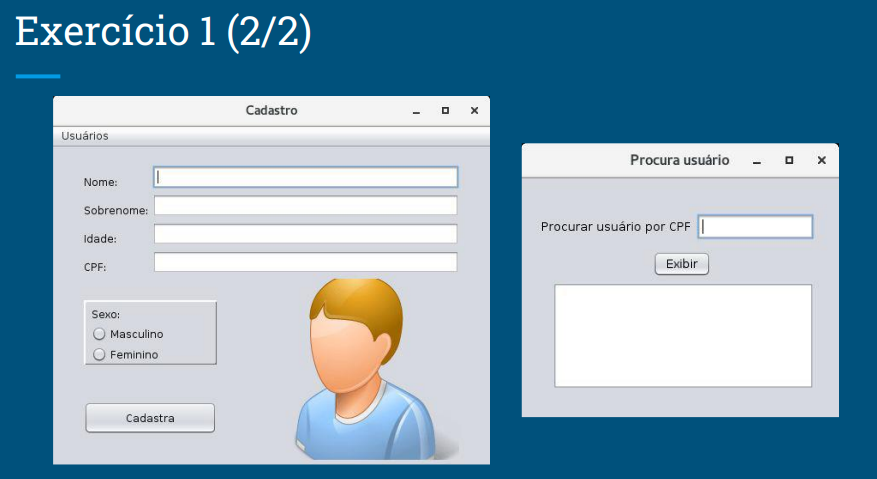 Exercício 1 (2/2)
Cadastro
Usuários
Nome:
Sobrenome:
Idade:
CPF:
Sexo:
Masculino
Feminino
Cadastra
Procura usuário
Procurar usuário por CPF
Exibir